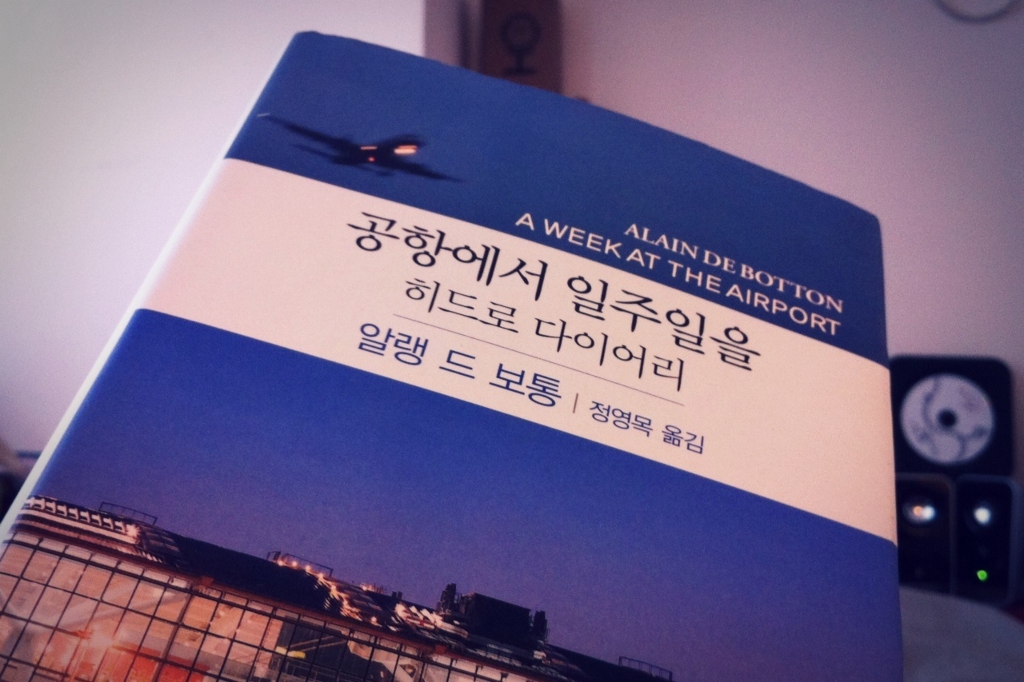 ALAIN DE BOTTON
A WEEK AT THE AIRPORT
공항에서 일주일을
히드로 다이어리
알랭 드 보통 | 정영목 옮김